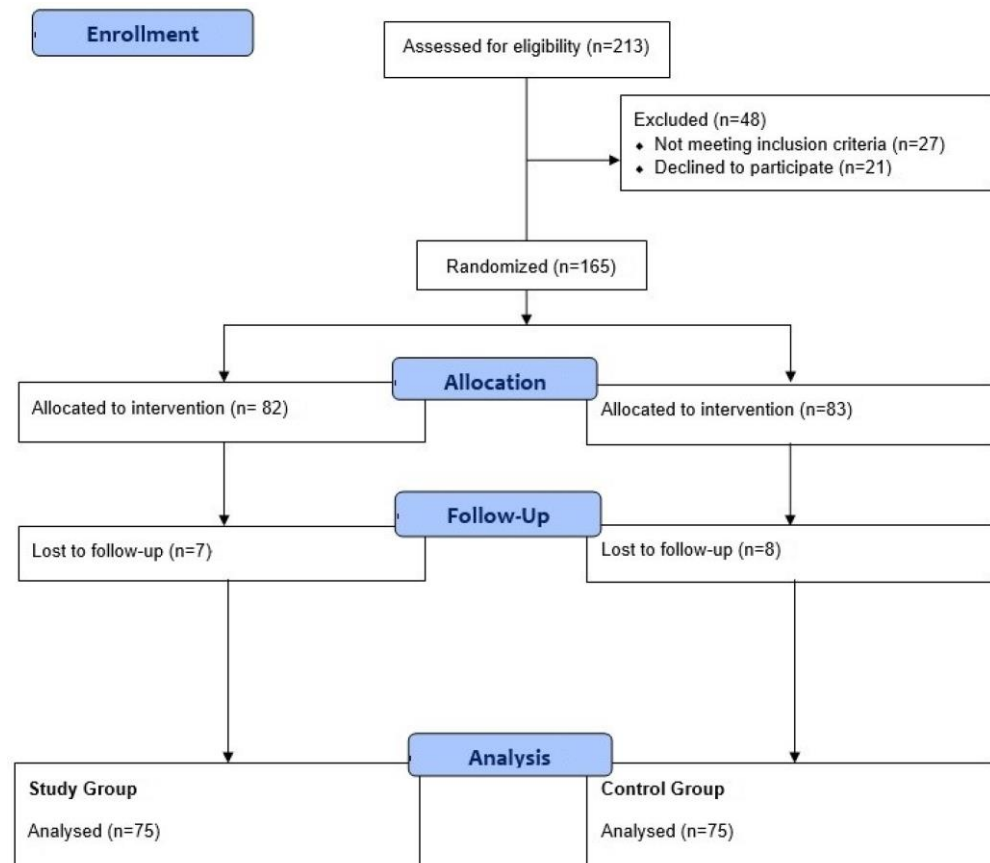 Enrollment
Assessed for eligibility (n=213)
Excluded (n=48)
⬥ Not meeting inclusion criteria (n=27)
⬥ Declined to participate (n=21)
Randomized (n=165)
Allocation
Allocated to intervention (n= 82)
Allocated to intervention (n=83)
Follow-Up
Lost to follow-up (n=7)
Lost to follow-up (n=8)
Analysis
Study Group
Analysed (n=75)
Control Group
Analysed (n=75)